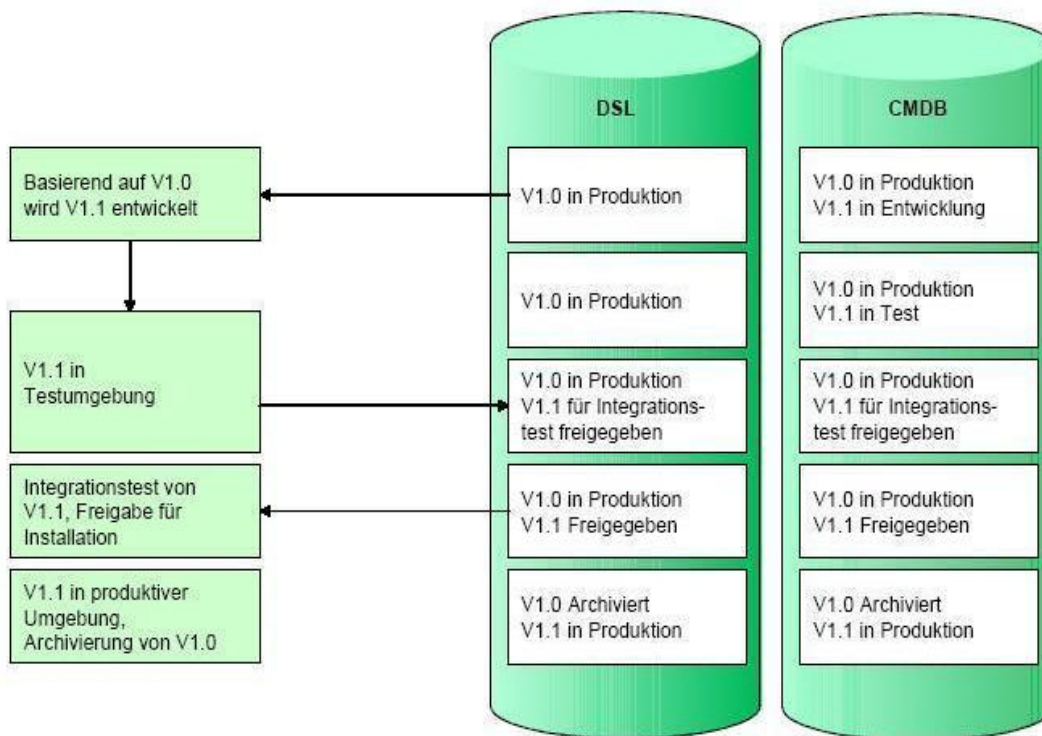 DSL
CMDB
Basierend auf V1.0
wird V1.1 entwickelt
V1.0 in Produktion
V1.0 in Produktion
V1.1 in Entwicklung
V1.0 in Produktion
V1.0 in Produktion
V1.1 in Test
V1.1 in
Testumgebung
V1.0 in Produktion
V1.1 für Integrations-
test freigegeben
V1.0 in Produktion
V1.1 für Integrations-
test freigegeben
Integrationstest von
V1.1, Freigabe für
Installation
V1.0 in Produktion
V1.1 Freigegeben
V1.0 in Produktion
V1.1 Freigegeben
V1.1 in produktiver
Umgebung,
Archivierung von V1.0
V1.0 Archiviert
V1.1 in Produktion
V1.0 Archiviert
V1.1 in Produktion